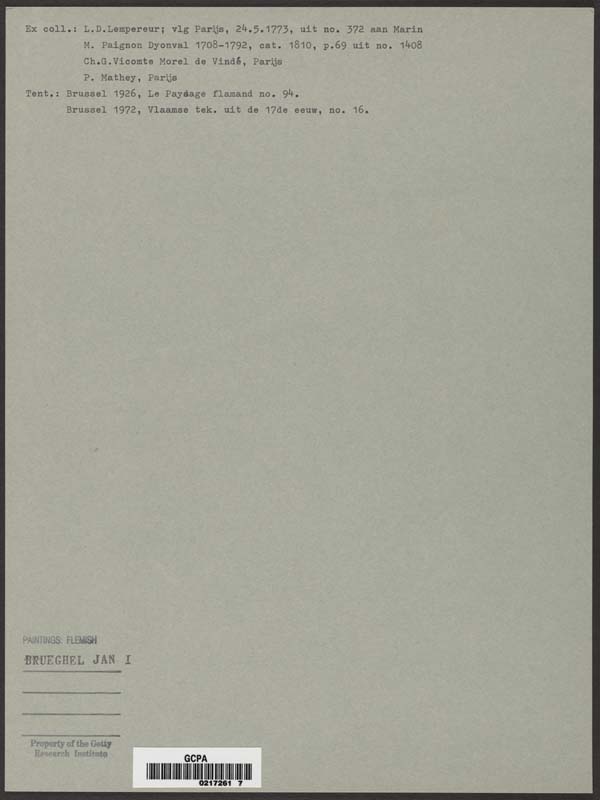 Ex coll.: L.D.Lempereur; vlg Parijs, 24.5.1773, uit no. 372 aan Marin
M. Paignon Dyonval 1708-1792, cat. 1810, p.69 uit no. 1408
Ch.G.Vicomte Morel de Vindé, Parijs
P. Mathey, Parijs
Tent.: Brussel 1926, Le Paysage flamand no. 94.
Brussel 1972, Vlaamse tek. uit de 17de eeuw, no. 16.
PAINTINGS: FLEMISH
BRUEGHEL JAN I
Property of the Getty
Research Institute
GCPA
0217261 7